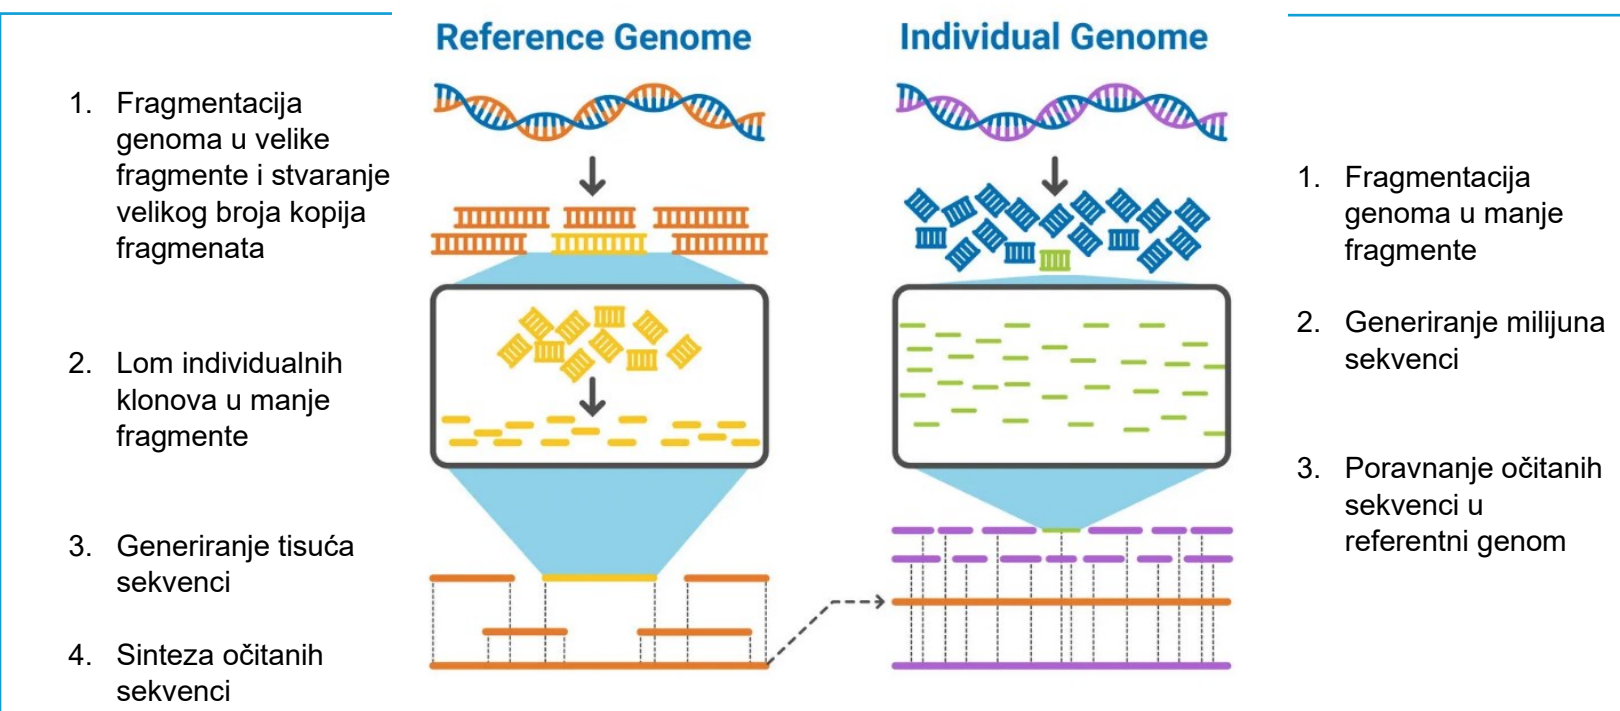 Reference Genome
Individual Genome
1. Fragmentacija
genoma u velike
fragmente i stvaranje
velikog broja kopija
fragmenata
2. Lom individualnih
klonova u manje
fragmente
3. Generiranje tisuća
sekvenci
4. Sinteza očitanih
sekvenci
1. Fragmentacija
genoma u manje
fragmente
2. Generiranje milijuna
sekvenci
3. Poravnanje očitanih
sekvenci u
referentni genom